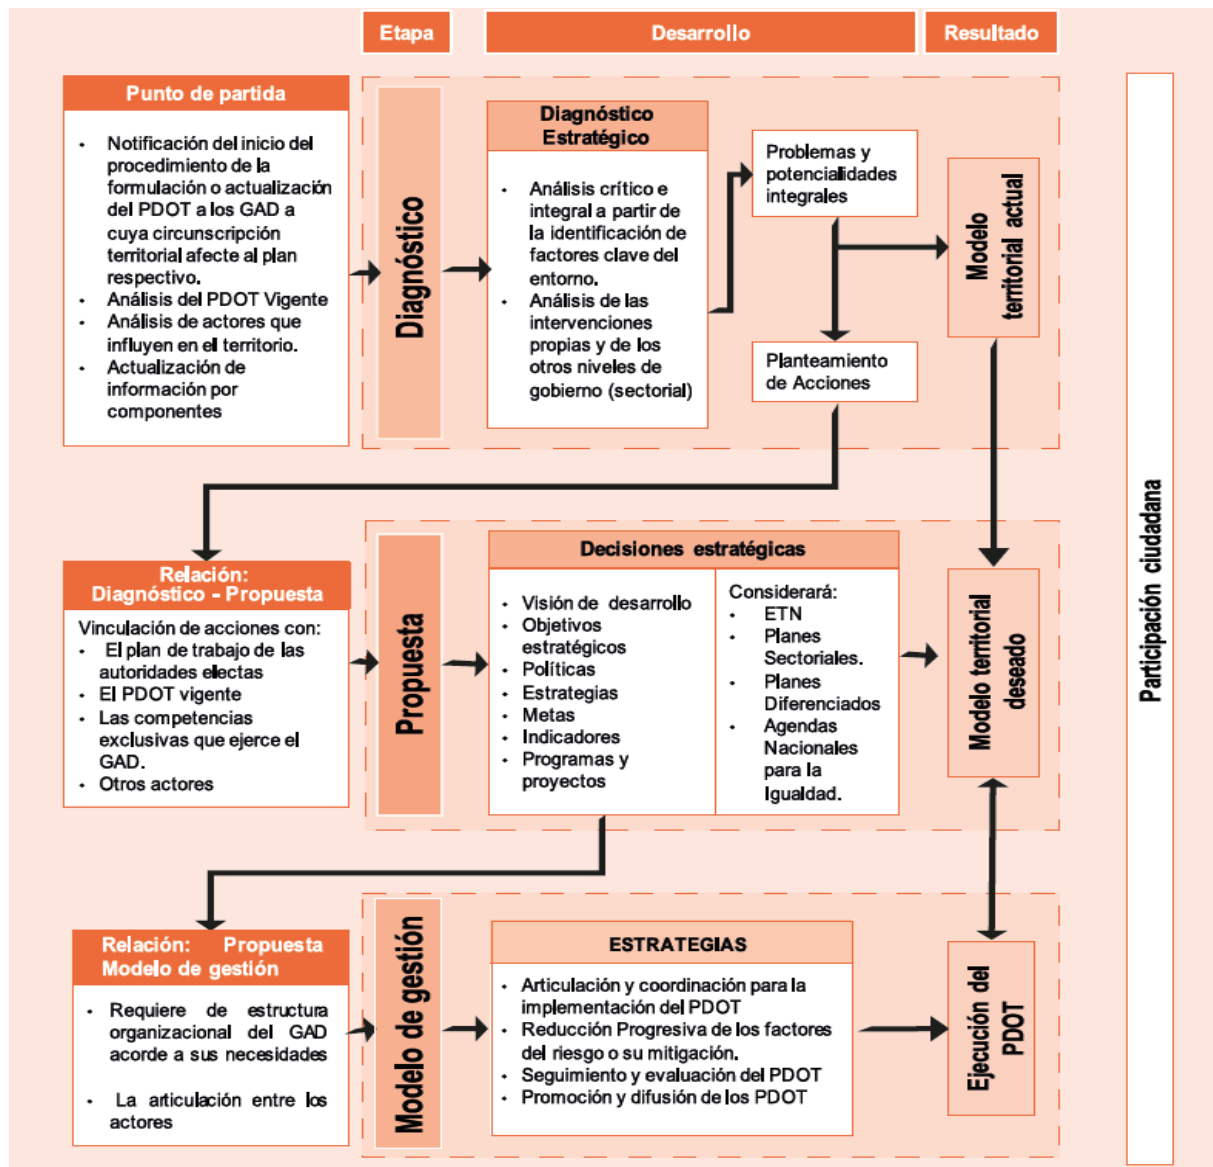 Etapa
Desarrollo
Resultado
Punto de partida
• Notificación del inicio del
procedimiento de la
formulación o actualización
del PDOT a los GAD a
cuya circunscripción
territorial afecte al plan
respectivo.
• Análisis del PDOT Vigente
• Análisis de actores que
influyen en el territorio.
• Actualización de
información por
componentes
Diagnóstico
Diagnóstico
Estratégico
• Análisis crítico e
integral a partir de
la identificación de
factores clave del
entorno.
• Análisis de las
intervenciones
propias y de los
otros niveles de
gobierno (sectorial)
Problemas y
potencialidades
integrales
Planteamiento
de Acciones
Modelo
territorial actual
Relación:
Diagnóstico - Propuesta
Vinculación de acciones con:
• El plan de trabajo de las
autoridades electas
• El PDOT vigente
• Las competencias
exclusivas que ejerce el
GAD.
• Otros actores
Propuesta
Decisiones estratégicas
• Visión de desarrollo
• Objetivos
estratégicos
• Políticas
• Estrategias
• Metas
• Indicadores
• Programas y
proyectos
Considerará:
• ETN
• Planes
Sectoriales.
• Planes
Diferenciados
• Agendas
Nacionales
para la
Igualdad.
Modelo territorial
deseado
Relación: Propuesta
Modelo de gestión
• Requiere de estructura
organizacional del GAD
acorde a sus necesidades
• La articulación entre los
actores
Modelo de gestión
ESTRATEGIAS
• Articulación y coordinación para la
implementación del PDOT
• Reducción Progresiva de los factores
del riesgo o su mitigación.
• Seguimiento y evaluación del PDOT
• Promoción y difusión de los PDOT
Ejecución del
PDOT
Participación ciudadana